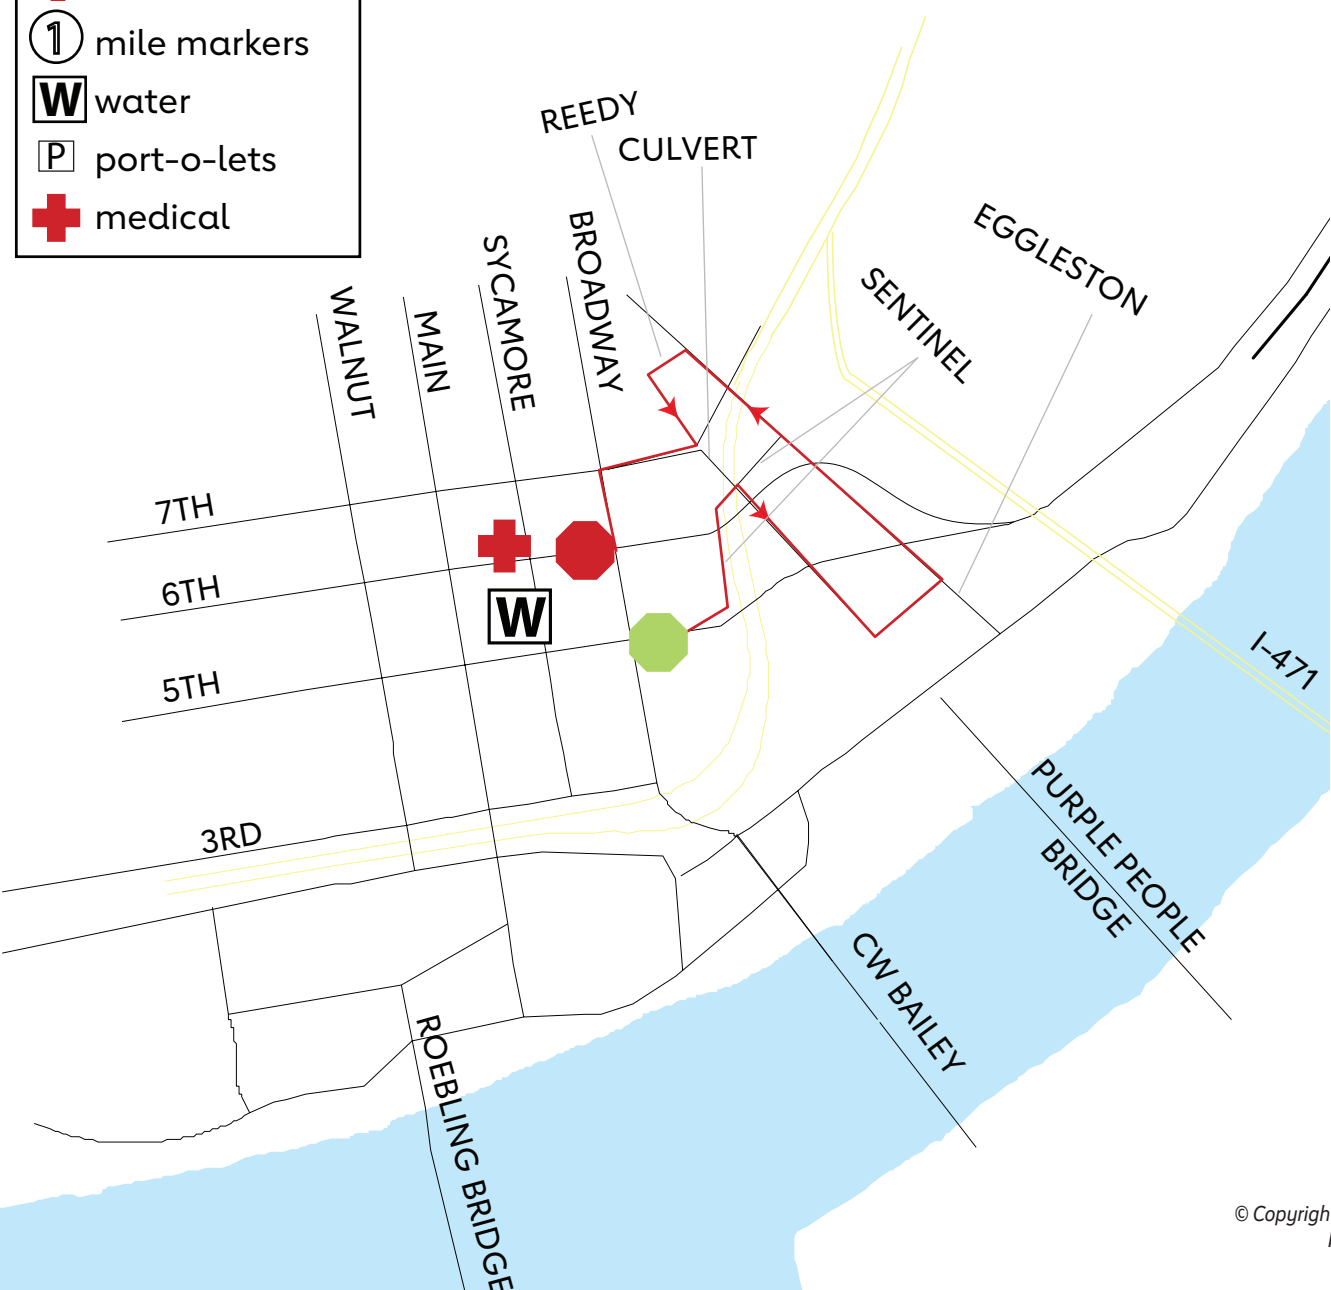 1 mile markers
W water
P port-o-lets
medical
REEDY
CULVERT
EGGLESTON
SENTINEL
BROADWAY
SYCAMORE
MAIN
WALNUT
7TH
6TH
W
5TH
I-471
3RD
PURPLE PEOPLE
BRIDGE
CW BAILEY
ROEBLING BRIDGE
©